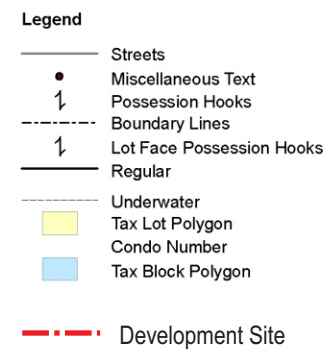 Legend
Streets
Miscellaneous Text
Possession Hooks
Boundary Lines
Lot Face Possession Hooks
Regular
Underwater
Tax Lot Polygon
Condo Number
Tax Block Polygon
Development Site